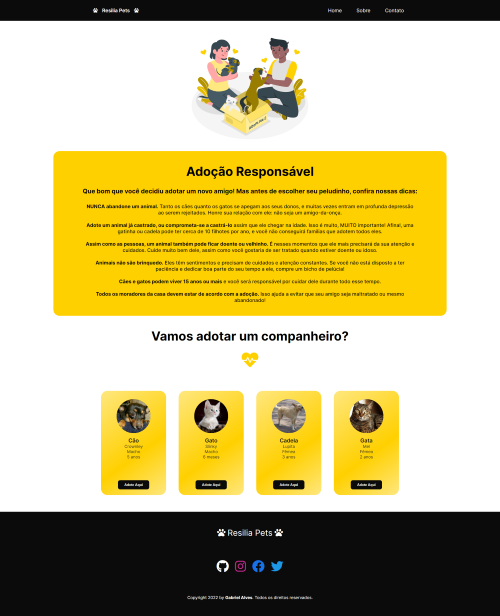 Resilia Pets
Home Sobre Contato
Adoção Responsável
Que bom que você decidiu adotar um novo amigo! Mas antes de escolher seu peludinho, confira nossas dicas:
NUNCA abandone um animal. Tanto os cães quanto os gatos se apegam aos seus donos, e muitas vezes entram em profunda depressão
ao serem rejeitados. Honre sua relação com ele: não seja um amigo-da-onça.
Adote um animal já castrado, ou comprometa-se a castrá-lo assim que ele chegar na idade. Isso é muito, MUITO importante! Afinal, uma
gatinha ou cadela pode ter cerca de 10 filhotes por ano, e você não conseguirá famílias que adotem todos eles.
Assim como as pessoas, um animal também pode ficar doente ou velhinho. É nesses momentos que ele mais precisará da sua atenção e
cuidados. Cuide muito bem dele, assim como você gostaria de ser tratado quando estiver doente ou idoso.
Animais não são brinquedo. Eles têm sentimentos e precisam de cuidados e atenção constantes. Se você não está disposto a ter
paciência e dedicar boa parte do seu tempo a ele, compre um bicho de pelúcia!
Cães e gatos podem viver 15 anos ou mais e você será responsável por cuidar dele durante todo esse tempo.
Todos os moradores da casa devem estar de acordo com a adoção. Isso ajuda a evitar que seu amigo seja maltratado ou mesmo
abandonado!
Vamos adotar um companheiro?
Cão
Macho
5 anos
Adote Aqui
Gato
Macho
6 meses
Adote Aqui
Cadela
Lupita
Fêmea
3 anos
Adote Aqui
Gata
Mel
Fêmea
2 anos
Adote Aqui
Resilia Pets
Copyright 2022 by Gabriel Alves. Todos os direitos reservados.